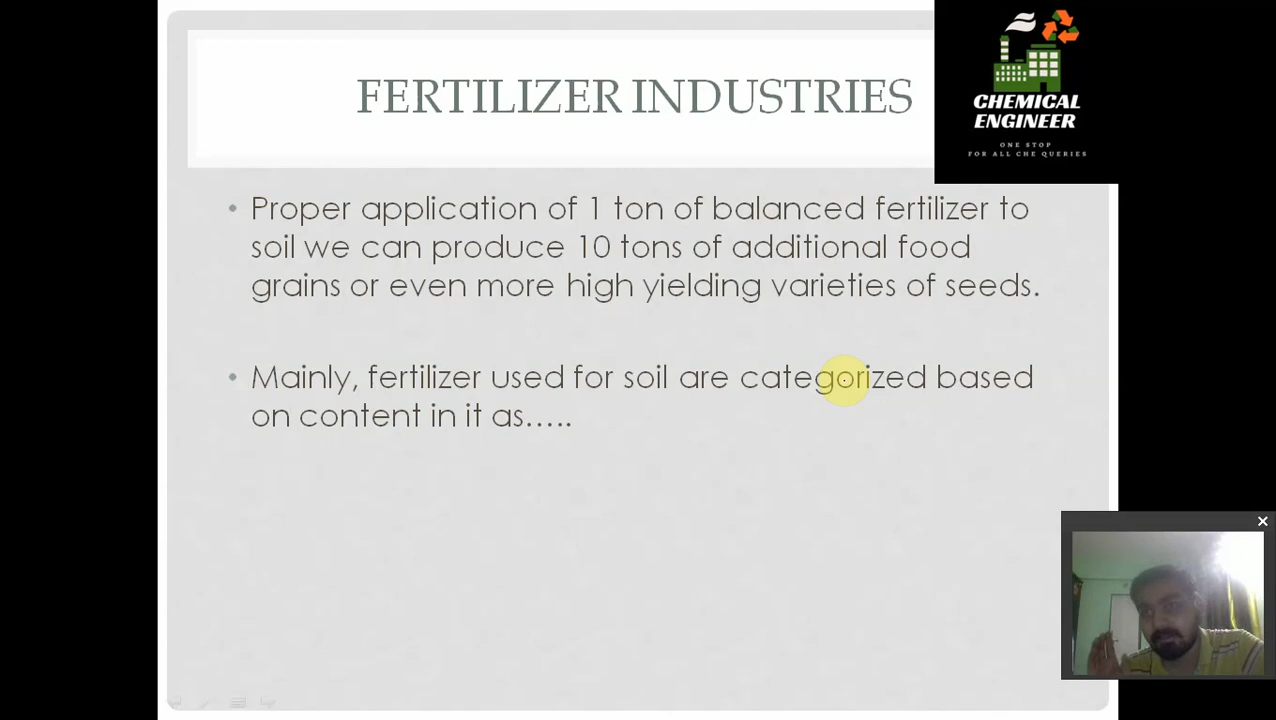 FERTILIZER INDUSTRIES
CHEMICAL
ENGINEER
ONE STOP
FOR ALL CHE QUERIES
• Proper application of 1 ton of balanced fertilizer to
soil we can produce 10 tons of additional food
grains or even more high yielding varieties of seeds.
• Mainly, fertilizer used for soil are categorized based
on content in it as…..